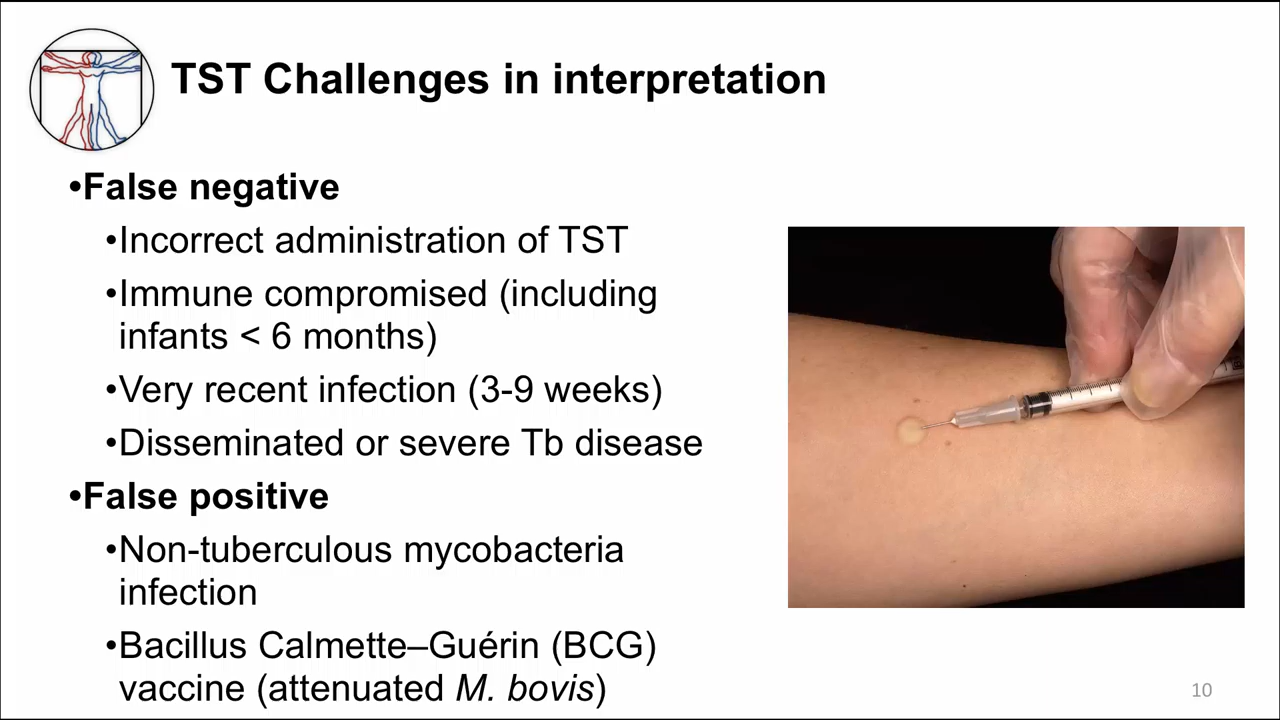 TST Challenges in interpretation
•False negative
•Incorrect administration of TST
•Immune compromised (including
infants < 6 months)
•Very recent infection (3-9 weeks)
•Disseminated or severe Tb disease
•False positive
•Non-tuberculous mycobacteria
infection
•Bacillus Calmette–Guérin (BCG)
vaccine (attenuated M. bovis)
10